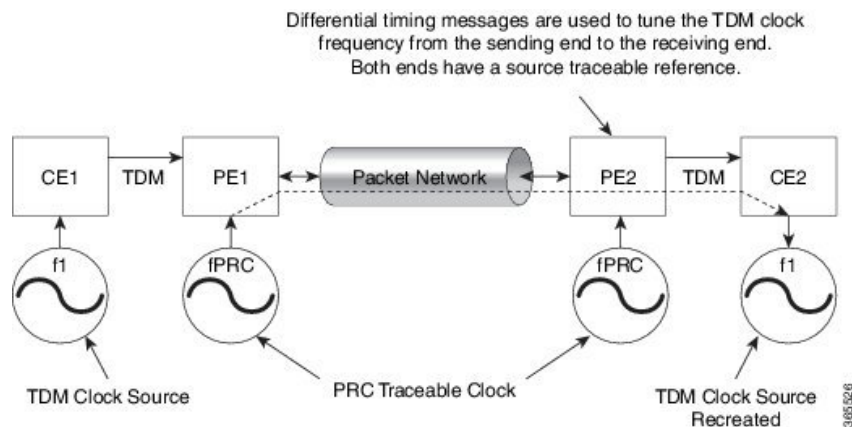 Differential timing messages are used to tune the TDM clock
frequency from the sending end to the receiving end.
Both ends have a source traceable reference.
CE1
TDM
PE1
Packet Network
PE2
TDM
CE2
f1
fPRC
fPRC
f1
TDM Clock Source
PRC Traceable Clock
TDM Clock Source
Recreated
365526